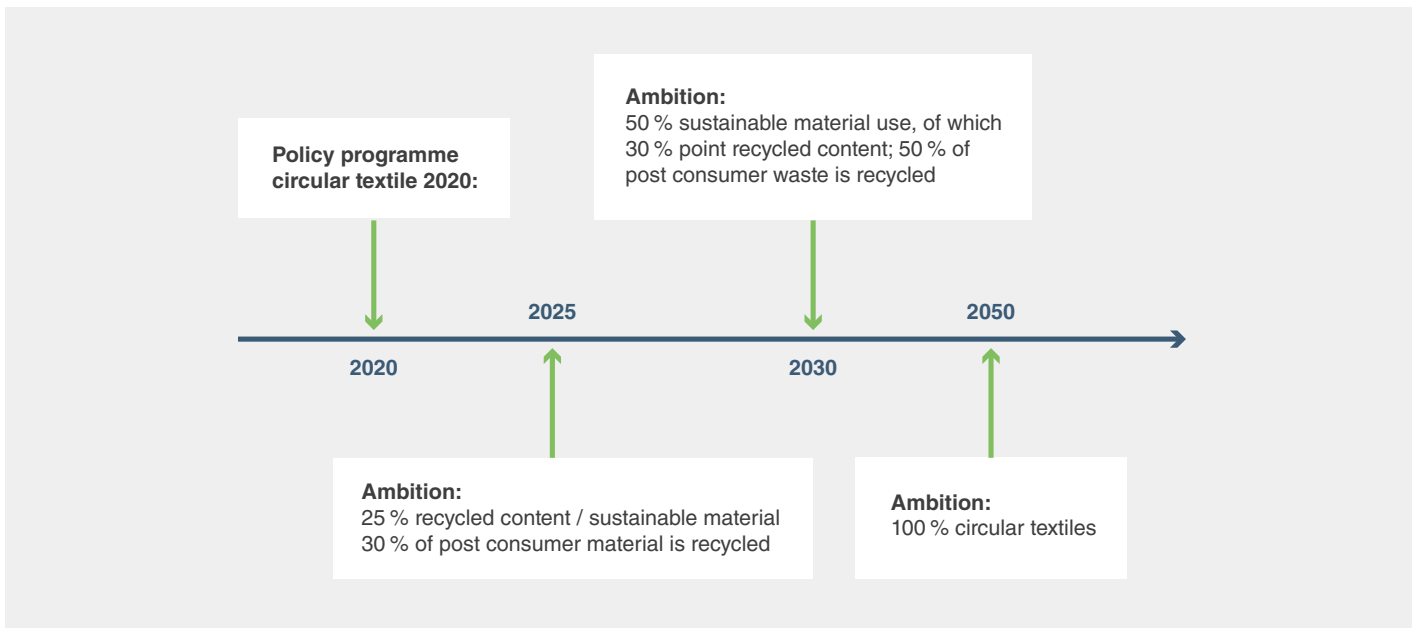 Policy programme
circular textile 2020:
Ambition:
50 % sustainable material use, of which
30 % point recycled content; 50 % of
post consumer waste is recycled
2025
2050
2020
2030
Ambition:
25 % recycled content / sustainable material
30 % of post consumer material is recycled
Ambition:
100 % circular textiles